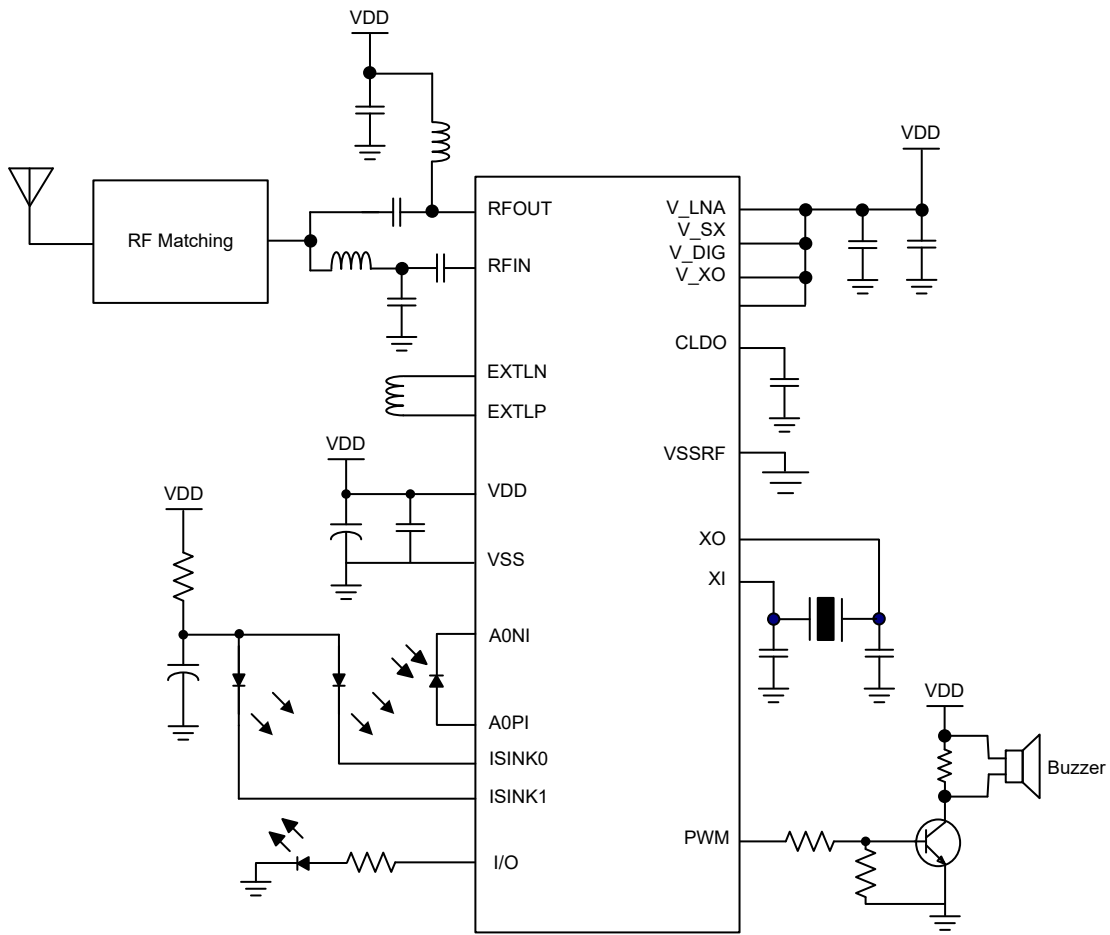 VDD
VDD
RF Matching
RFOUT
RFIN
EXTLN
EXTLP
VDD
VDD
VDD
VSS
A0NI
A0PI
ISINK0
ISINK1
I/O
V_LNA
V_SX
V_DIG
V_XO
CLDO
VSSRF
XO
XI
VDD
Buzzer
PWM